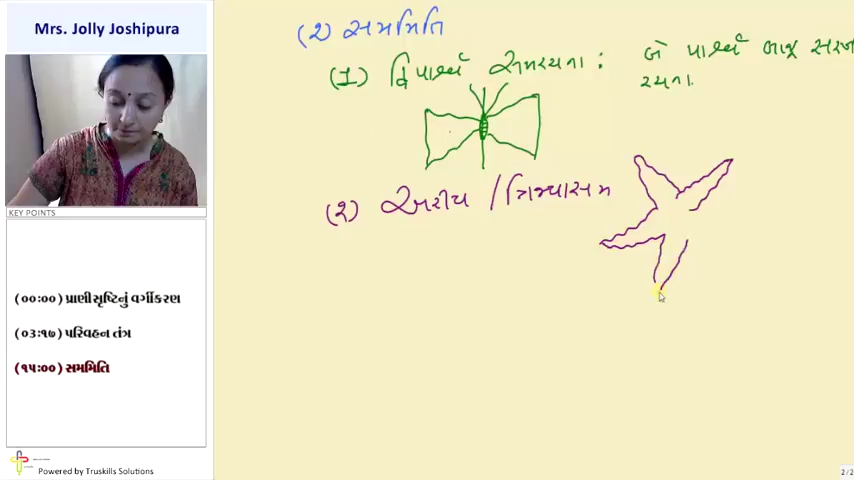 Mrs. Jolly Joshipura
KEY POINTS
(૦૦:૦૦) પ્રાણીસૃષ્ટિનું વર્ગીકરણ
(૦૩:૧૭) પરિવહન તંત્ર
(૧૫:૦૦) સમમિતિ
Powered by Truskills Solutions
(૨) સમમિતિ
(1) દ્વિપાર્શ્વ સમરચના : બે પાર્શ્વ બાજુ સરખ
રચના.
(૨) અરીય / ત્રિજ્યાસમ
2/2